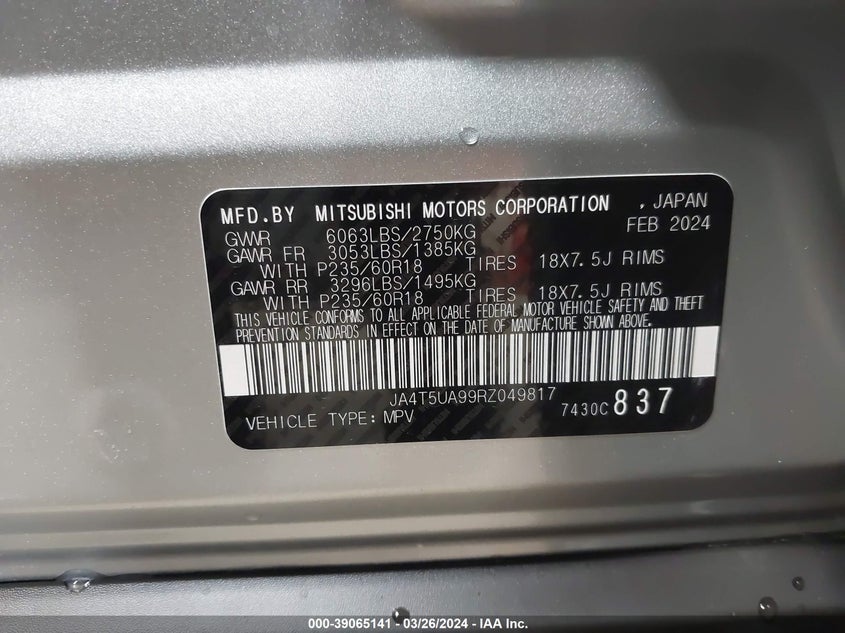 MFD.BY MITSUBISHI MOTORS CORPORATION , JAPAN
FEB 2024
GVWR 6063LBS/2750KG
GAWR FR 3053LBS/1385KG
WITH P235/60R18 TIRES 18X7.5J RIMS
GAWR RR 3296LBS/1495KG
WITH P235/60R18 TIRES 18X7.5J RIMS
THIS VEHICLE CONFORMS TO ALL APPLICABLE FEDERAL MOTOR VEHICLE SAFETY AND THEFT
PREVENTION STANDARDS IN EFFECT ON THE DATE OF MANUFACTURE SHOWN ABOVE.
JA4T5UA99RZ049817
VEHICLE TYPE: MPV 7430C 837
000-39065141 - 03/26/2024 - IAA Inc.